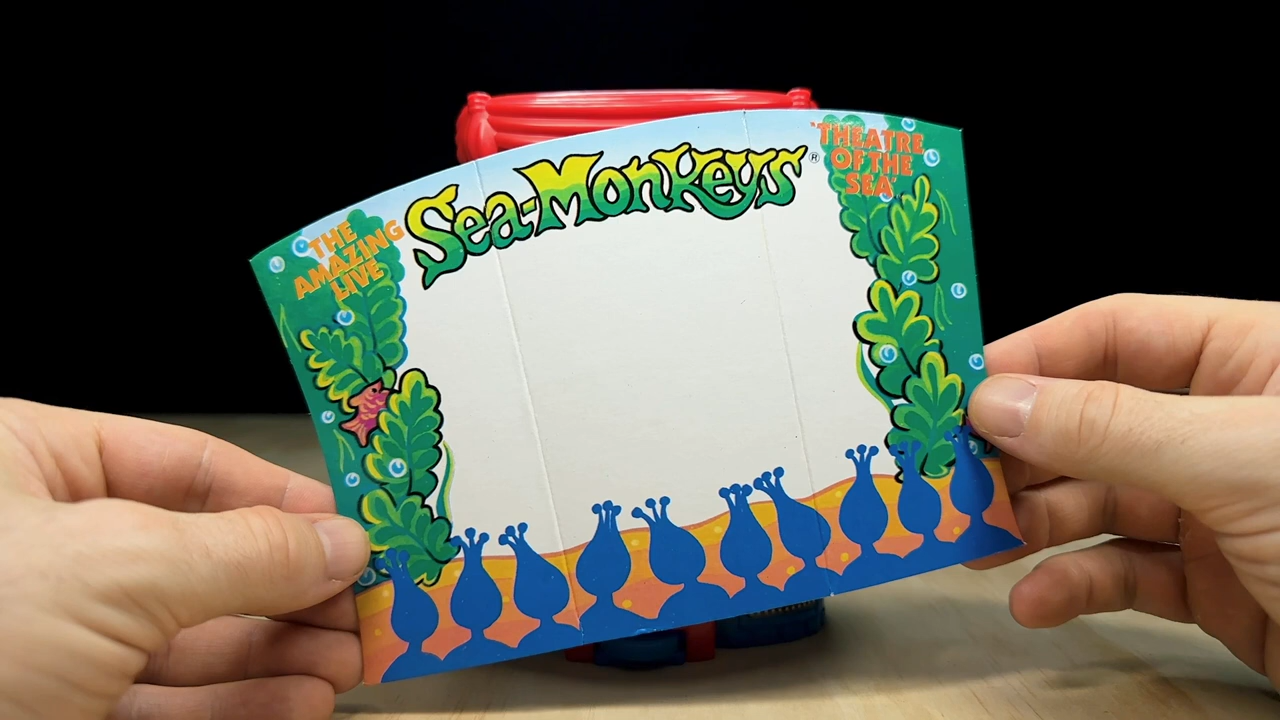 THE
AMAZING
LIVE
Sea-Monkeys®
"THEATRE
OF THE
SEA"